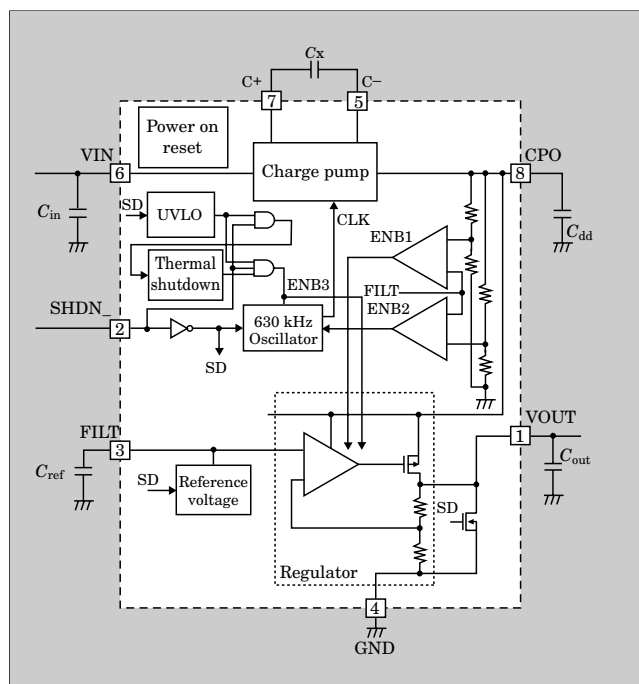 Cx
C+
C−
7
5
Power on
reset
VIN
CPO
6
8
Charge pump
Cin
SD
UVLO
CLK
Cdd
ENB1
Thermal
shutdown
ENB3
FILT
ENB2
SHDN_
2
630 kHz
Oscillator
SD
FILT
VOUT
3
1
Cref
SD
Reference
voltage
Cout
SD
Regulator
4
GND